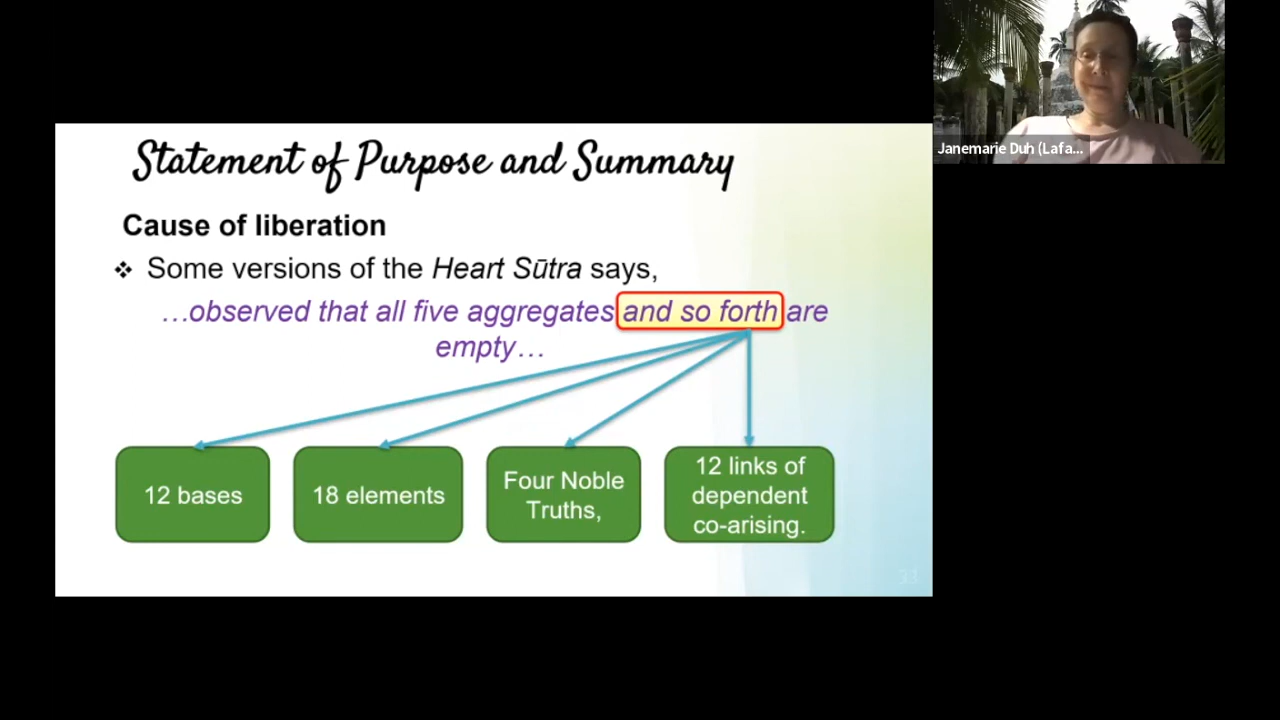 Statement of Purpose and Summary
Cause of liberation
Some versions of the Heart Sūtra says,
…observed that all five aggregates and so forth are
empty…
12 bases
18 elements
Four Noble
Truths,
12 links of
dependent
co-arising.
33
Janemarie Duh (Lafa...